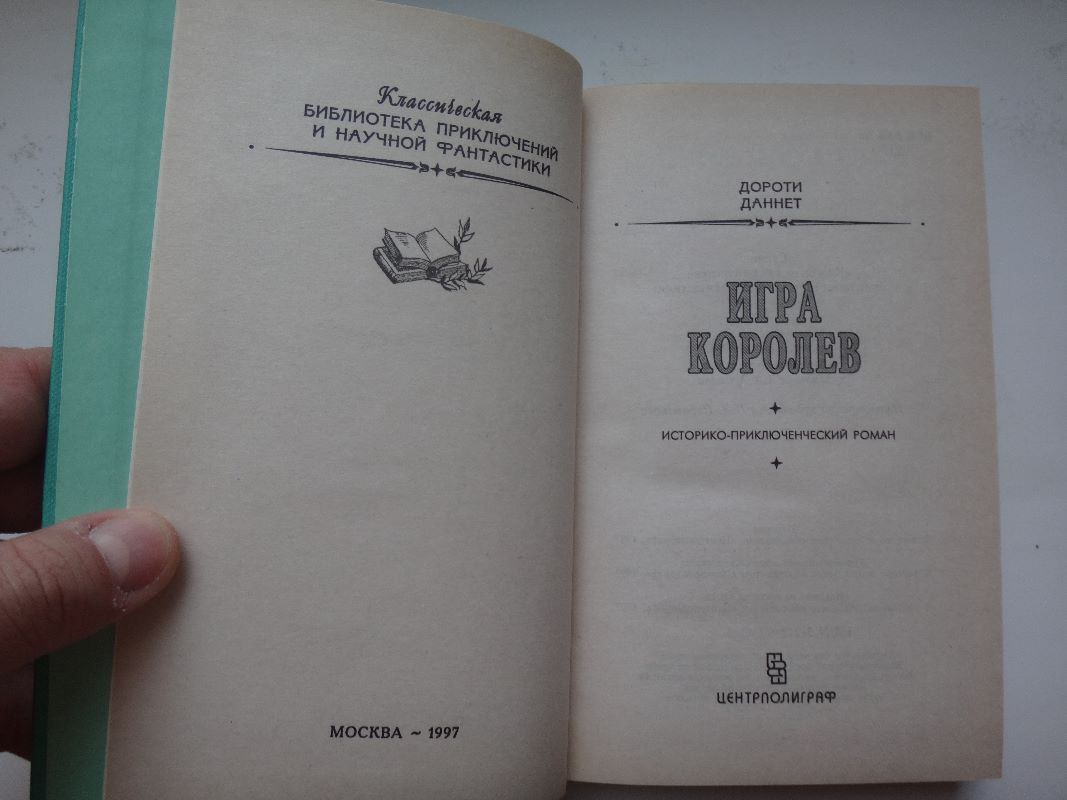 Классическая
БИБЛИОТЕКА ПРИКЛЮЧЕНИЙ
И НАУЧНОЙ ФАНТАСТИКИ
МОСКВА ~ 1997
ДОРОТИ
ДАННЕТ
ИГРА
КОРОЛЕВ
ИСТОРИКО-ПРИКЛЮЧЕНЧЕСКИЙ РОМАН
ЦЕНТРПОЛИГРАФ